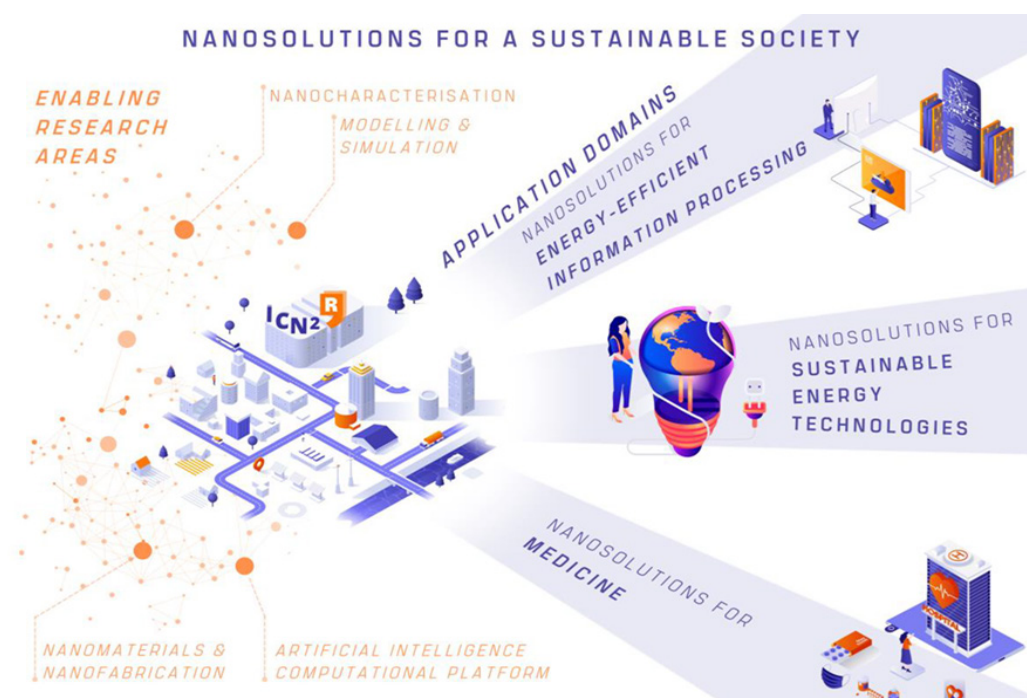 NANOSOLUTIONS FOR A SUSTAINABLE SOCIETY
ENABLING
RESEARCH
AREAS
NANOCHARACTERISATION
MODELLING &
SIMULATION
APPLICATION DOMAINS
NANOSOLUTIONS FOR
ENERGY-EFFICIENT
INFORMATION PROCESSING
ICN2
R
NANOSOLUTIONS FOR
SUSTAINABLE
ENERGY
TECHNOLOGIES
NANOSOLUTIONS FOR
MEDICINE
H
HOSPITAL
NANOMATERIALS &
NANOFABRICATION
ARTIFICIAL INTELLIGENCE
COMPUTATIONAL PLATFORM